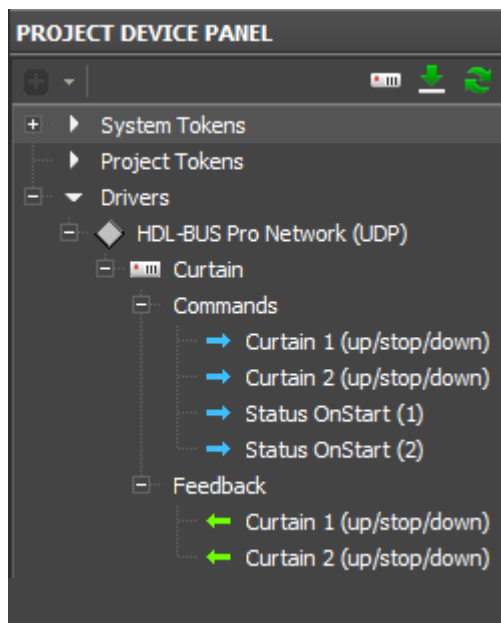 PROJECT DEVICE PANEL
System Tokens
Project Tokens
Drivers
HDL-BUS Pro Network (UDP)
Curtain
Commands
Curtain 1 (up/stop/down)
Curtain 2 (up/stop/down)
Status OnStart (1)
Status OnStart (2)
Feedback
Curtain 1 (up/stop/down)
Curtain 2 (up/stop/down)